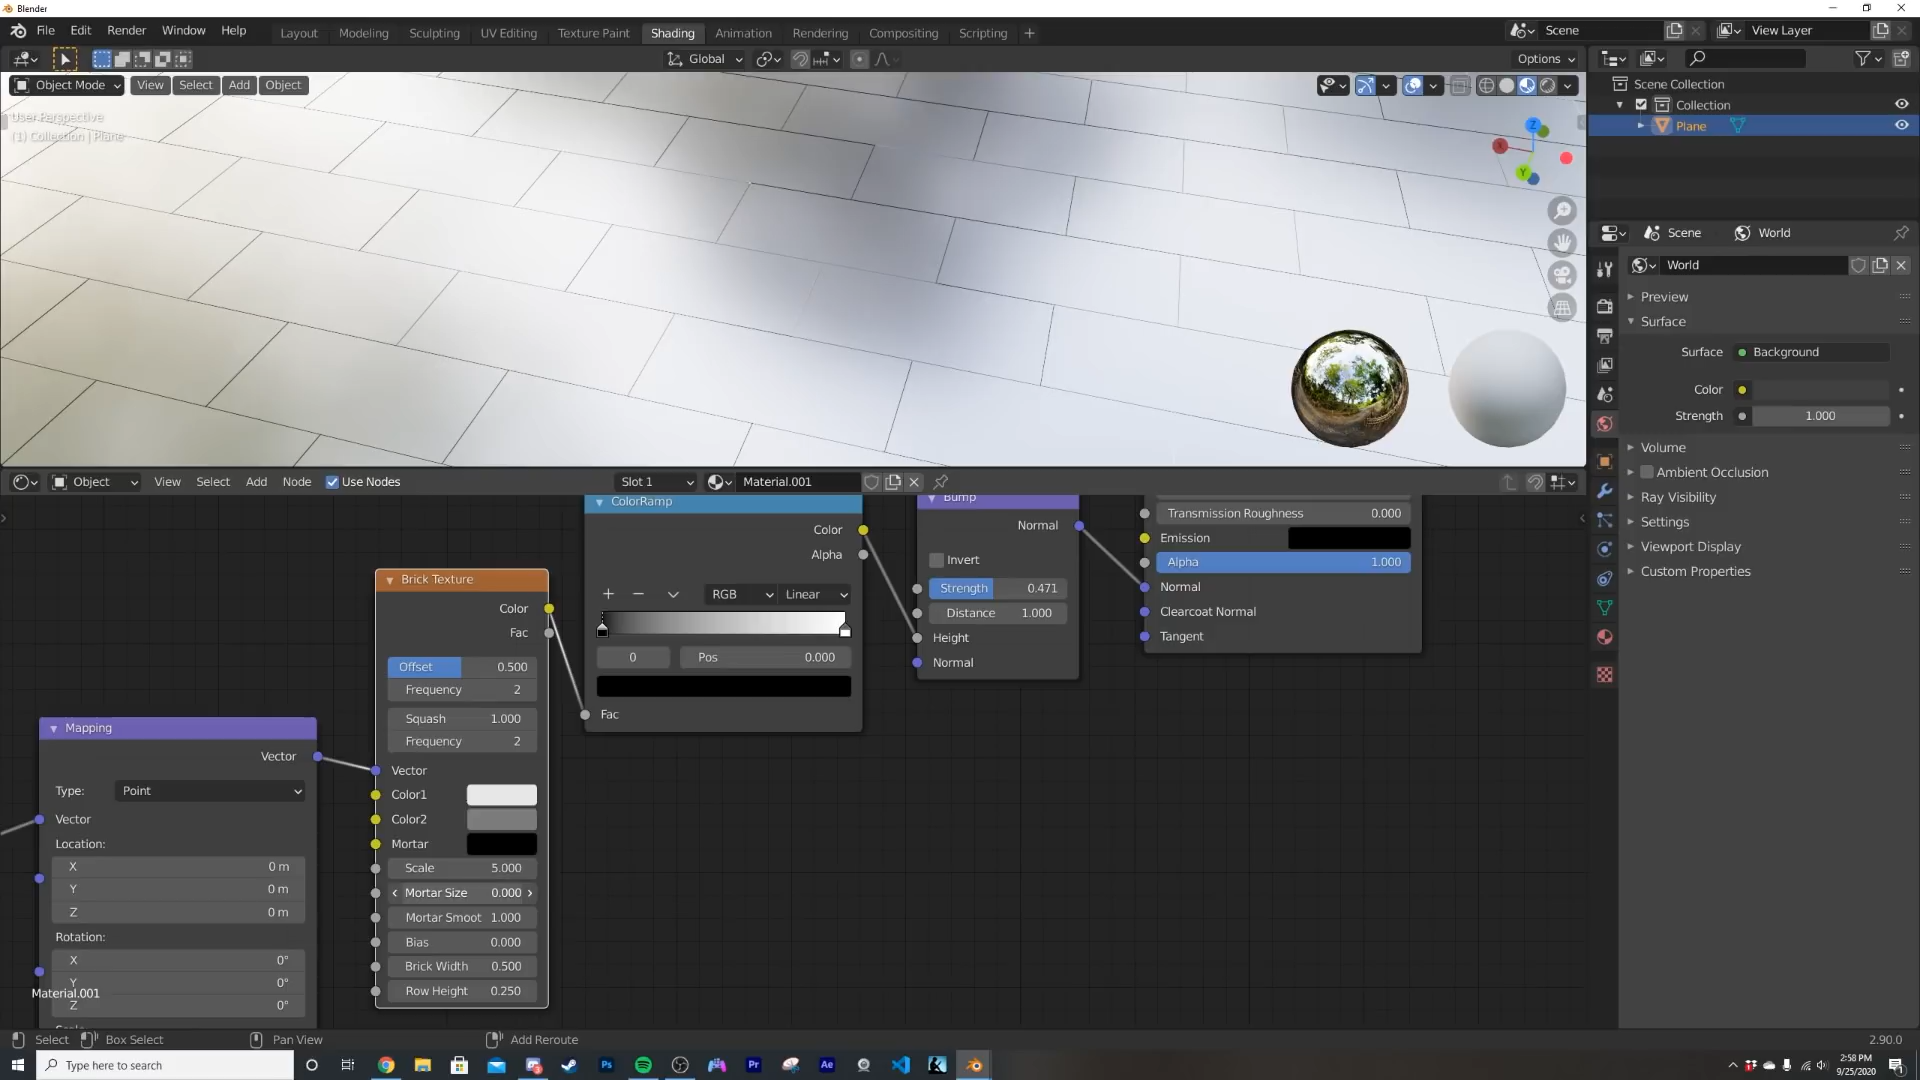 Blender
File Edit Render Window Help
Layout Modeling Sculpting UV Editing Texture Paint Shading Animation Rendering Compositing Scripting +
Scene
View Layer
Global
Options
Object Mode View Select Add Object
User Perspective
(1) Collection | Plane
X
Y
Z
Scene Collection
Collection
Plane
Scene World
World
Preview
Surface
Surface Background
Color
Strength 1.000
Volume
Ambient Occlusion
Ray Visibility
Settings
Viewport Display
Custom Properties
Object View Select Add Node Use Nodes
Slot 1
Material.001
Mapping
Vector
Type: Point
Vector
Location:
X 0 m
Y 0 m
Z 0 m
Rotation:
X 0°
Y 0°
Z 0°
Material.001
Brick Texture
Color
Fac
Offset 0.500
Frequency 2
Squash 1.000
Frequency 2
Vector
Color1
Color2
Mortar
Scale 5.000
Mortar Size 0.000
Mortar Smoot 1.000
Bias 0.000
Brick Width 0.500
Row Height 0.250
ColorRamp
Color
Alpha
RGB Linear
0 Pos 0.000
Fac
Bump
Normal
Invert
Strength 0.471
Distance 1.000
Height
Normal
Transmission Roughness 0.000
Emission
Alpha 1.000
Normal
Clearcoat Normal
Tangent
Select Box Select Pan View Add Reroute 2.90.0
Type here to search
Ps
Pr
Ae
2:58 PM
9/25/2020